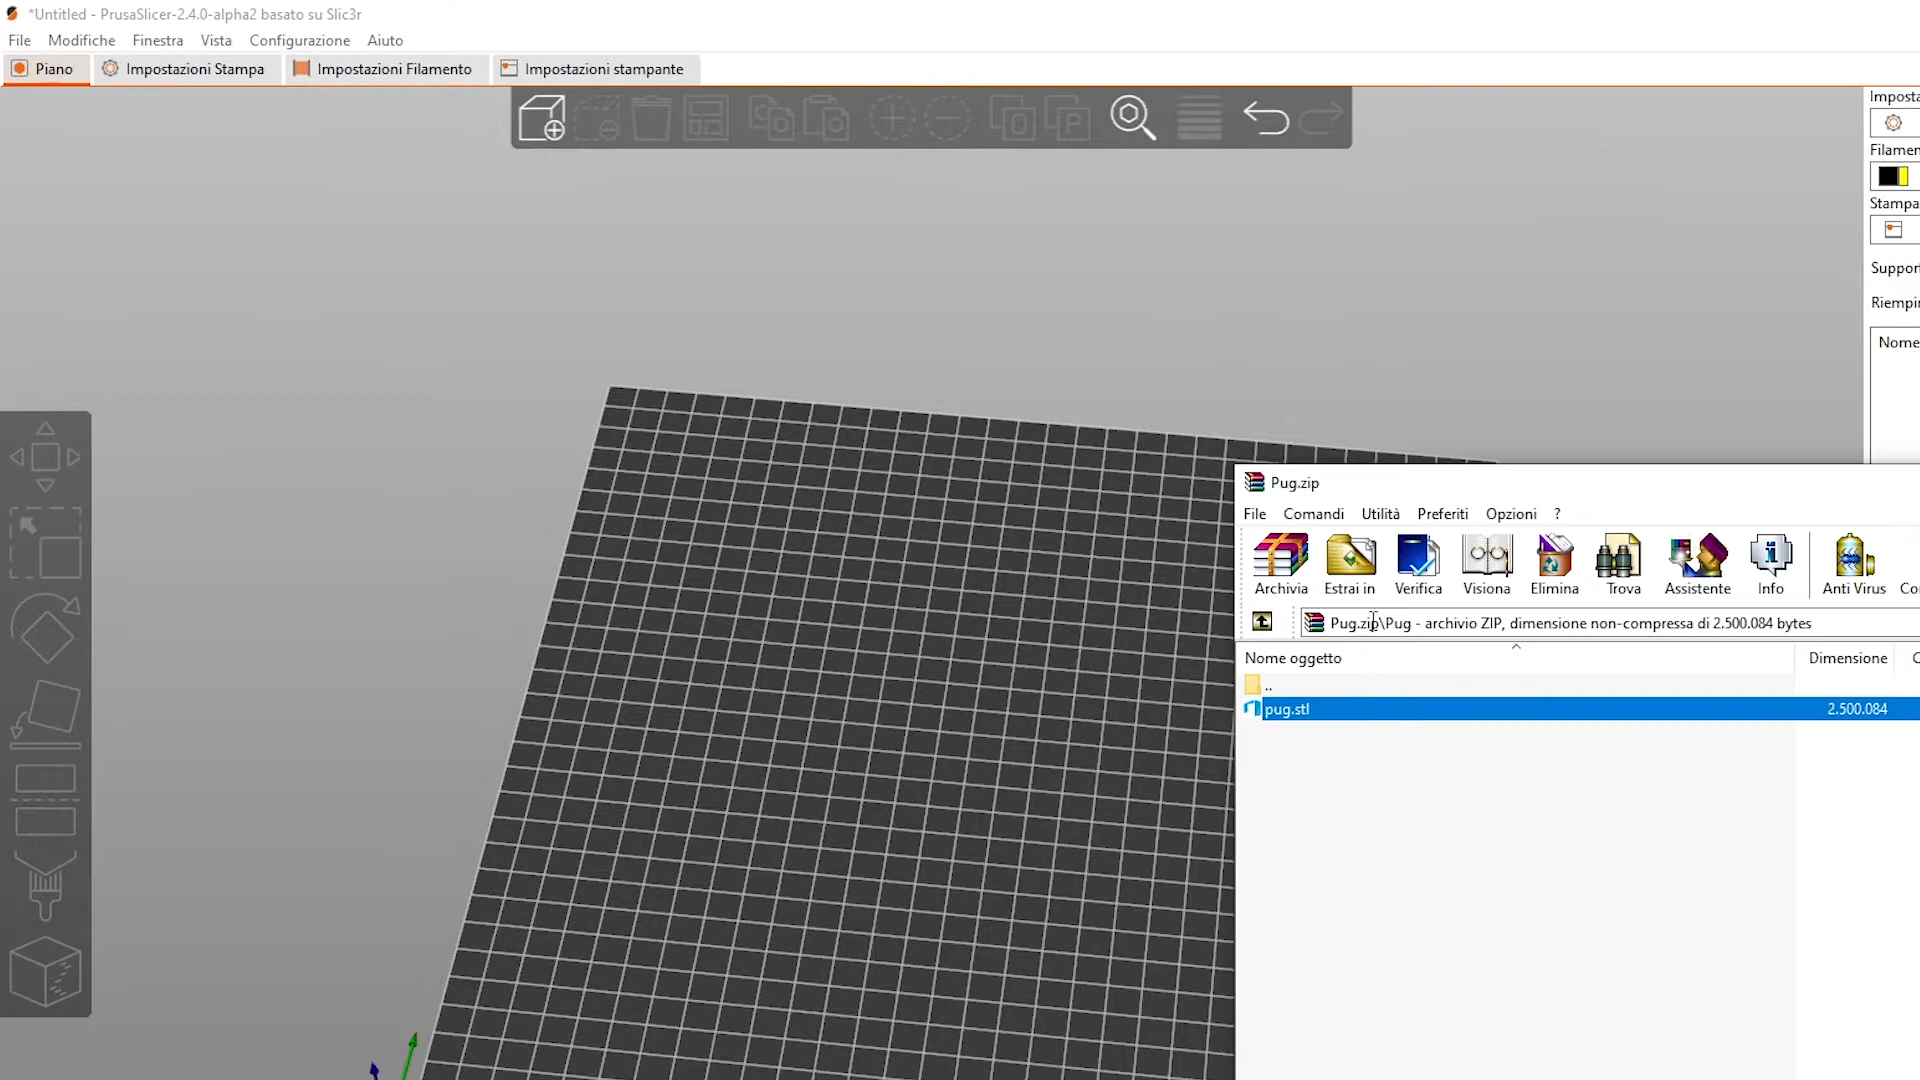 *Untitled - PrusaSlicer-2.4.0-alpha2 basato su Slic3r
File Modifiche Finestra Vista Configurazione Aiuto
Piano Impostazioni Stampa Impostazioni Filamento Impostazioni stampante
Imposta
Filamen
Stampa
Support
Riempir
Nome
Pug.zip
File Comandi Utilità Preferiti Opzioni ?
Archivia Estrai in Verifica Visiona Elimina Trova Assistente Info Anti Virus Co
Pug.zip\Pug - archivio ZIP, dimensione non-compressa di 2.500.084 bytes
Nome oggetto Dimensione C
..
pug.stl 2.500.084